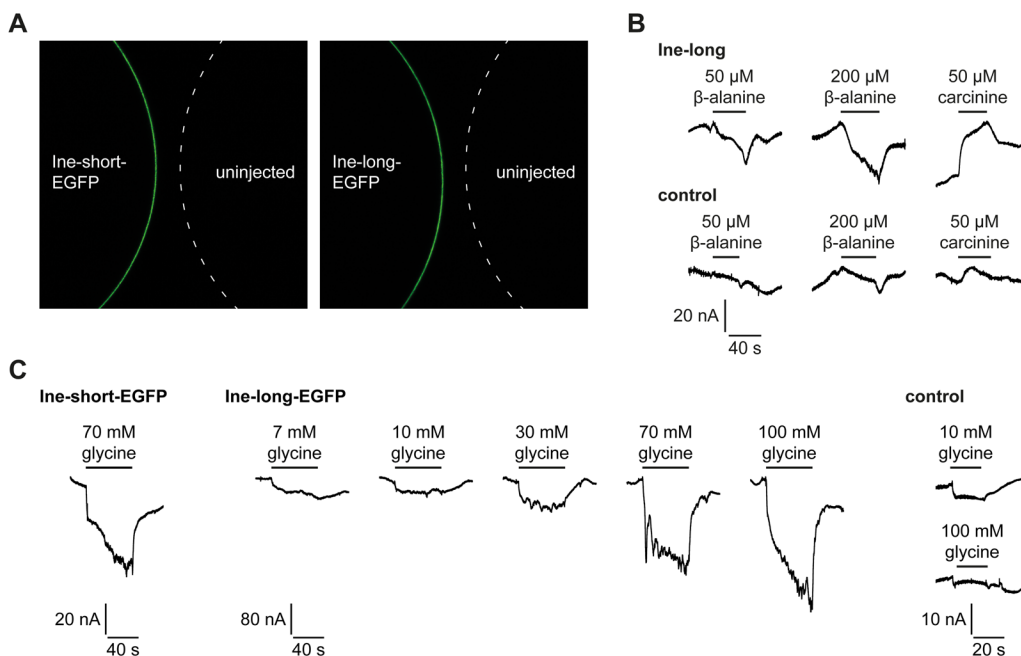 A
Ine-short-
EGFP
uninjected
Ine-long-
EGFP
uninjected
B
Ine-long
50 µM
β-alanine
200 µM
β-alanine
50 µM
carcinine
control
50 µM
β-alanine
200 µM
β-alanine
50 µM
carcinine
20 nA
40 s
C
Ine-short-EGFP
70 mM
glycine
20 nA
40 s
Ine-long-EGFP
7 mM
glycine
10 mM
glycine
30 mM
glycine
70 mM
glycine
100 mM
glycine
80 nA
40 s
control
10 mM
glycine
100 mM
glycine
10 nA
20 s